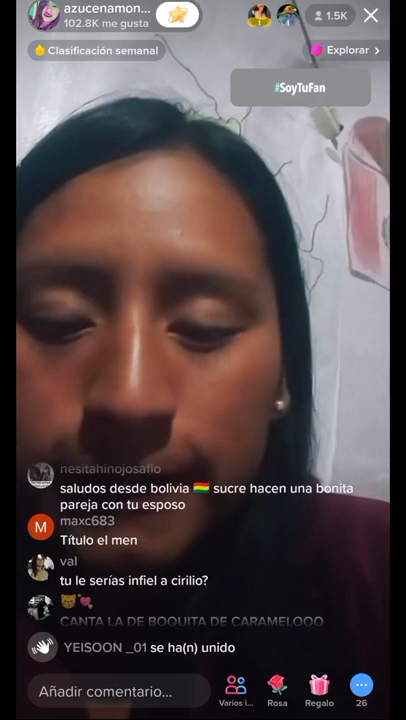 azucenamon...
102.8K me gusta
1.5K
Clasificación semanal
Explorar >
#SoyTuFan
nesitahinojosafio
saludos desde bolivia 🇧🇴 sucre hacen una bonita
pareja con tu esposo
M
maxc683
Título el men
val
tu le serías infiel a cirilio?
🐻💘
CANTA LA DE BOQUITA DE CARAMELOOO
YEISOON _01 se ha(n) unido
Añadir comentario...
Varios i...
Rosa
Regalo
26